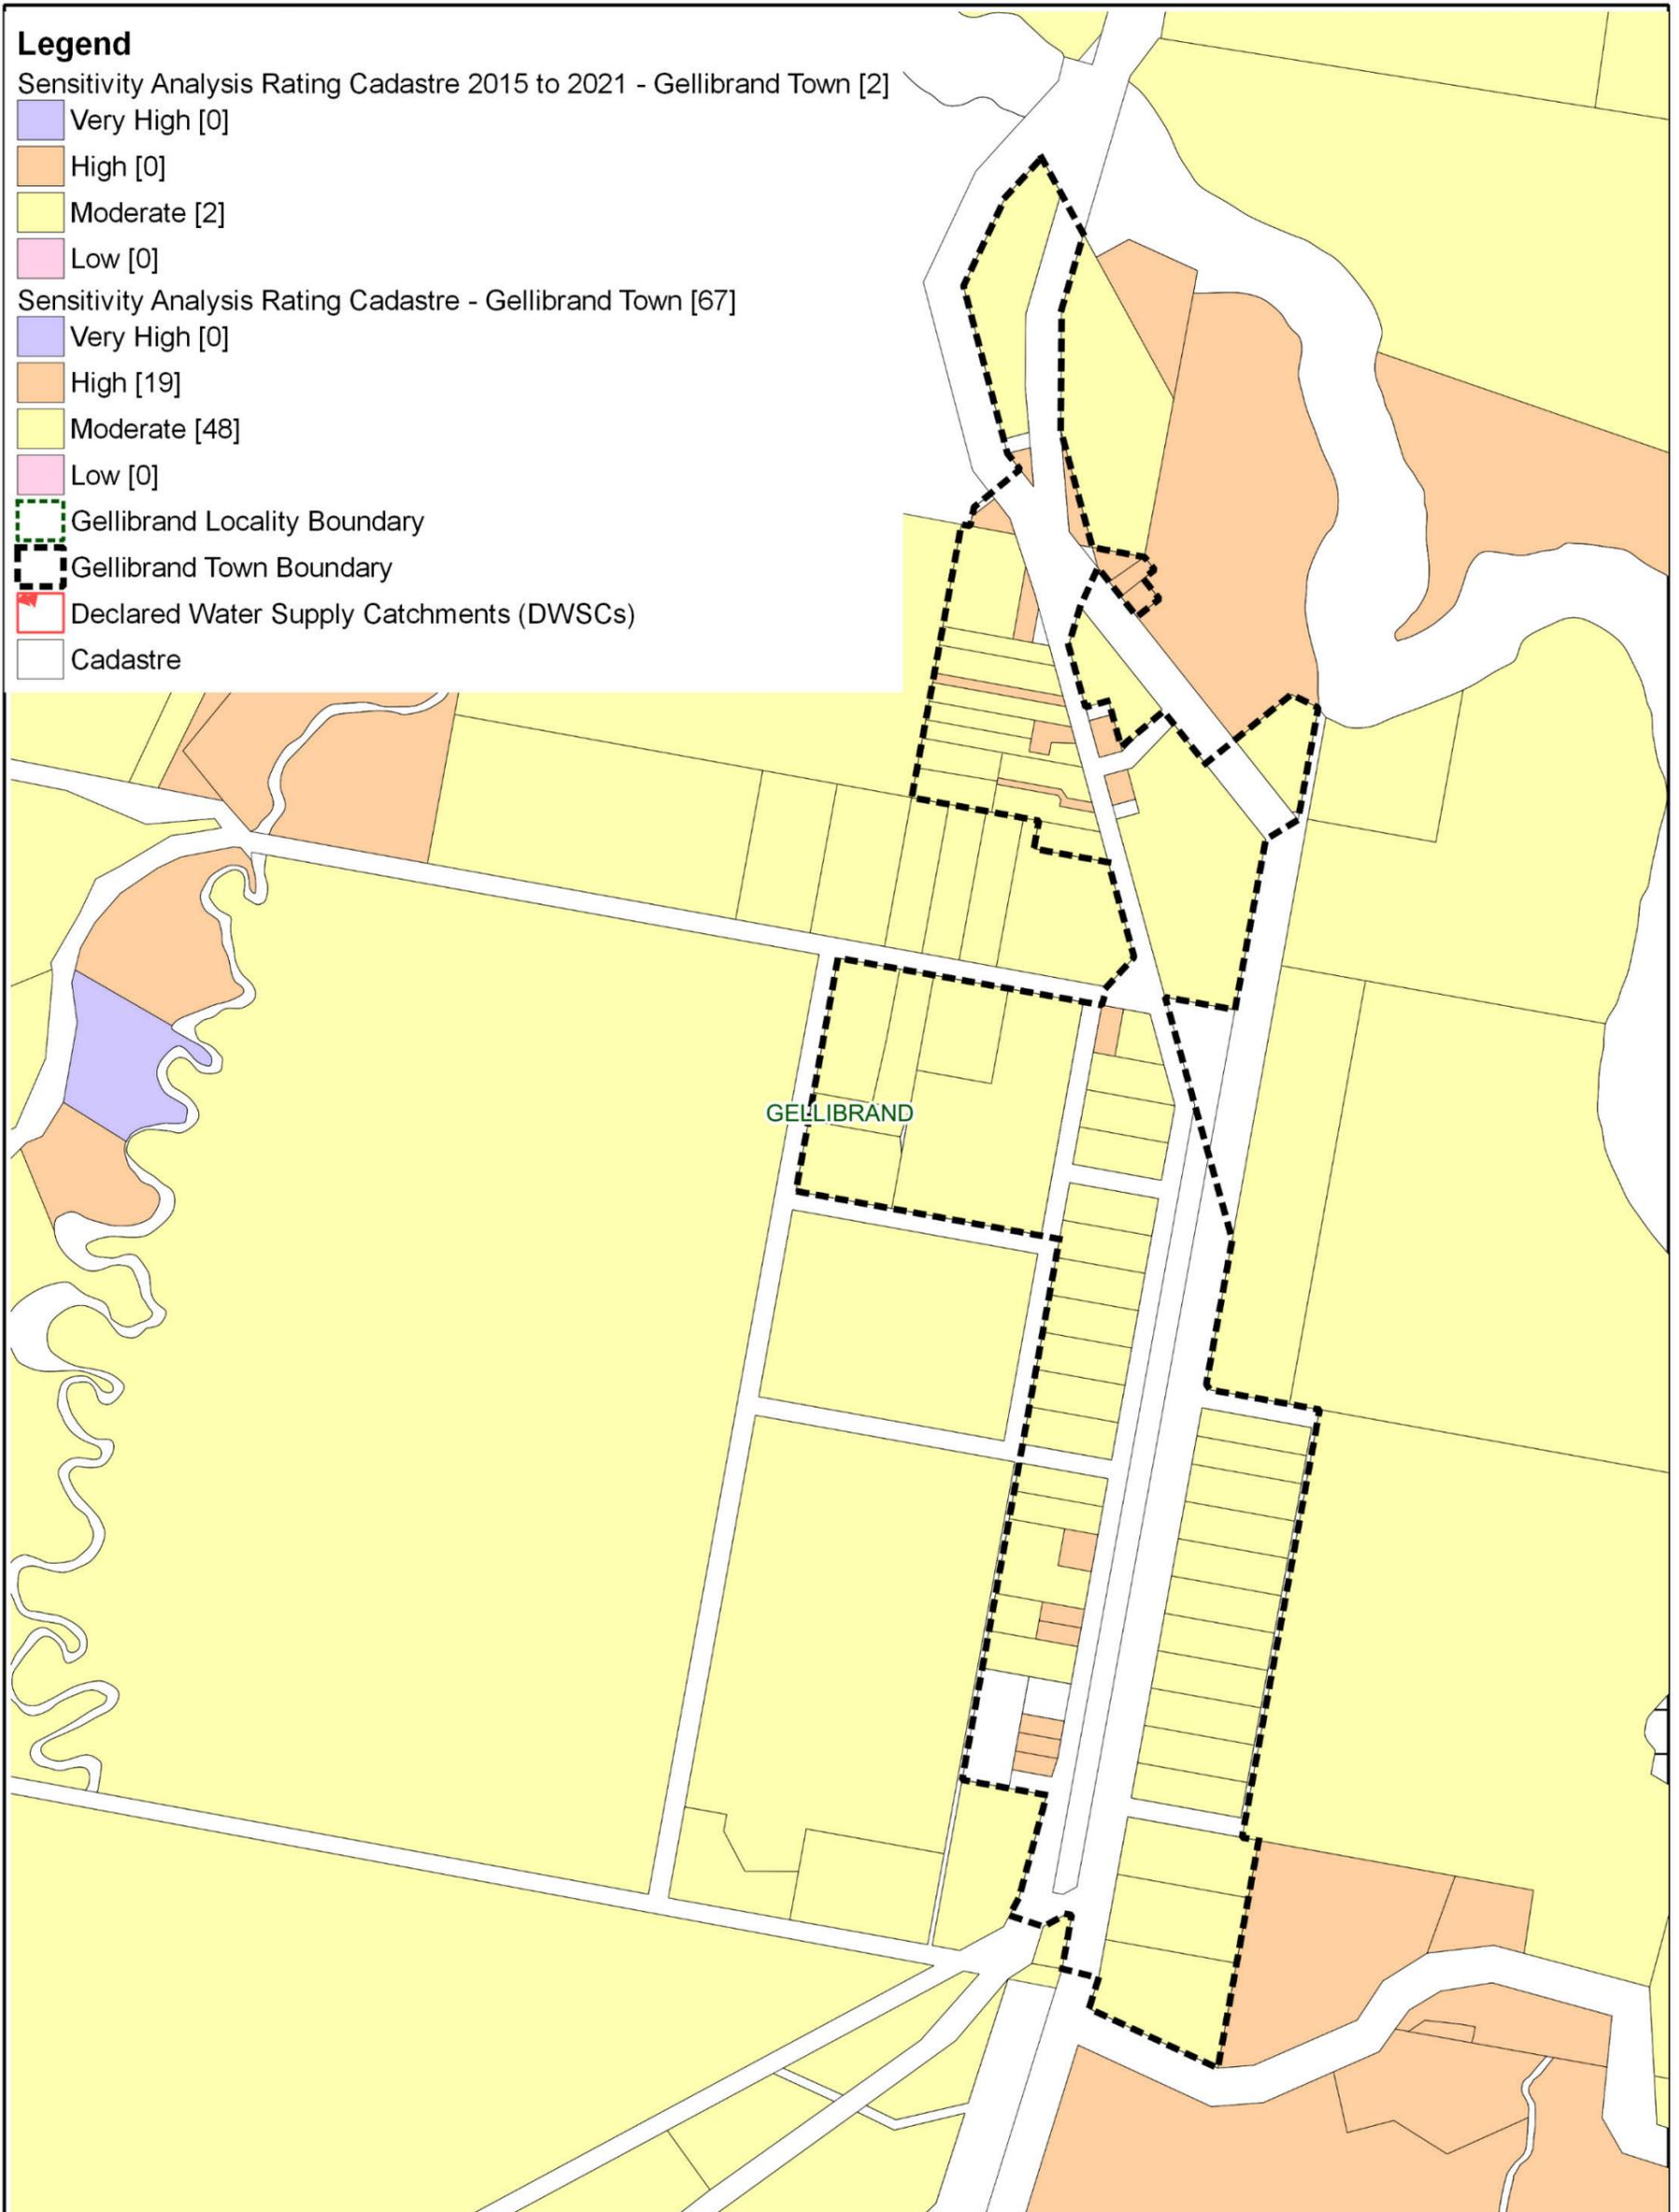 Legend
Sensitivity Analysis Rating Cadastre 2015 to 2021 - Gellibrand Town [2]
Very High [0]
High [0]
Moderate [2]
Low [0]
Sensitivity Analysis Rating Cadastre - Gellibrand Town [67]
Very High [0]
High [19]
Moderate [48]
Low [0]
Gellibrand Locality Boundary
Gellibrand Town Boundary
Declared Water Supply Catchments (DWSCs)
Cadastre
GELLIBRAND